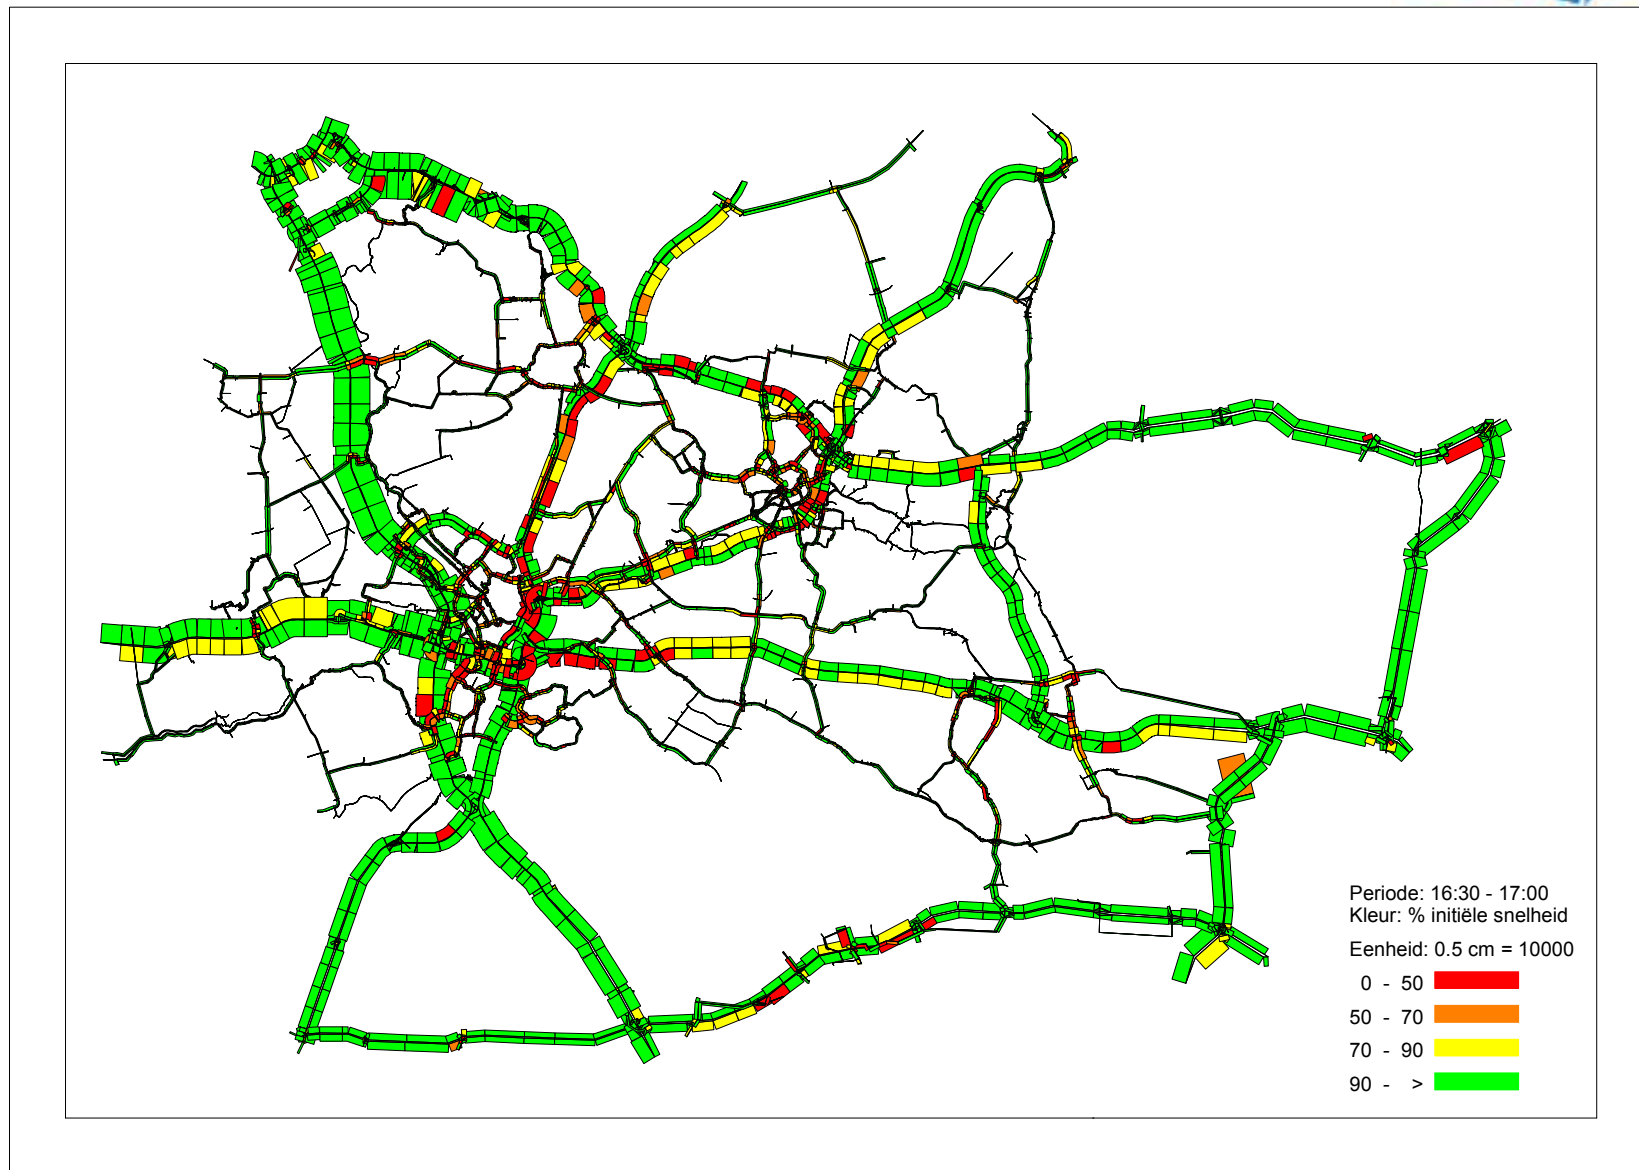 Periode: 16:30 - 17:00
Kleur: % initiële snelheid
Eenheid: 0.5 cm = 10000
0 - 50
50 - 70
70 - 90
90 - >